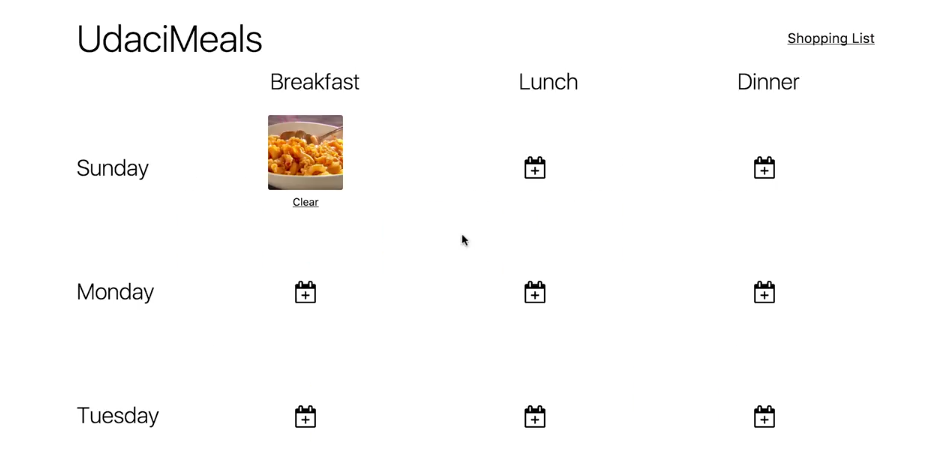 UdaciMeals
Shopping List
Breakfast Lunch Dinner
Sunday
Clear
Monday
Tuesday